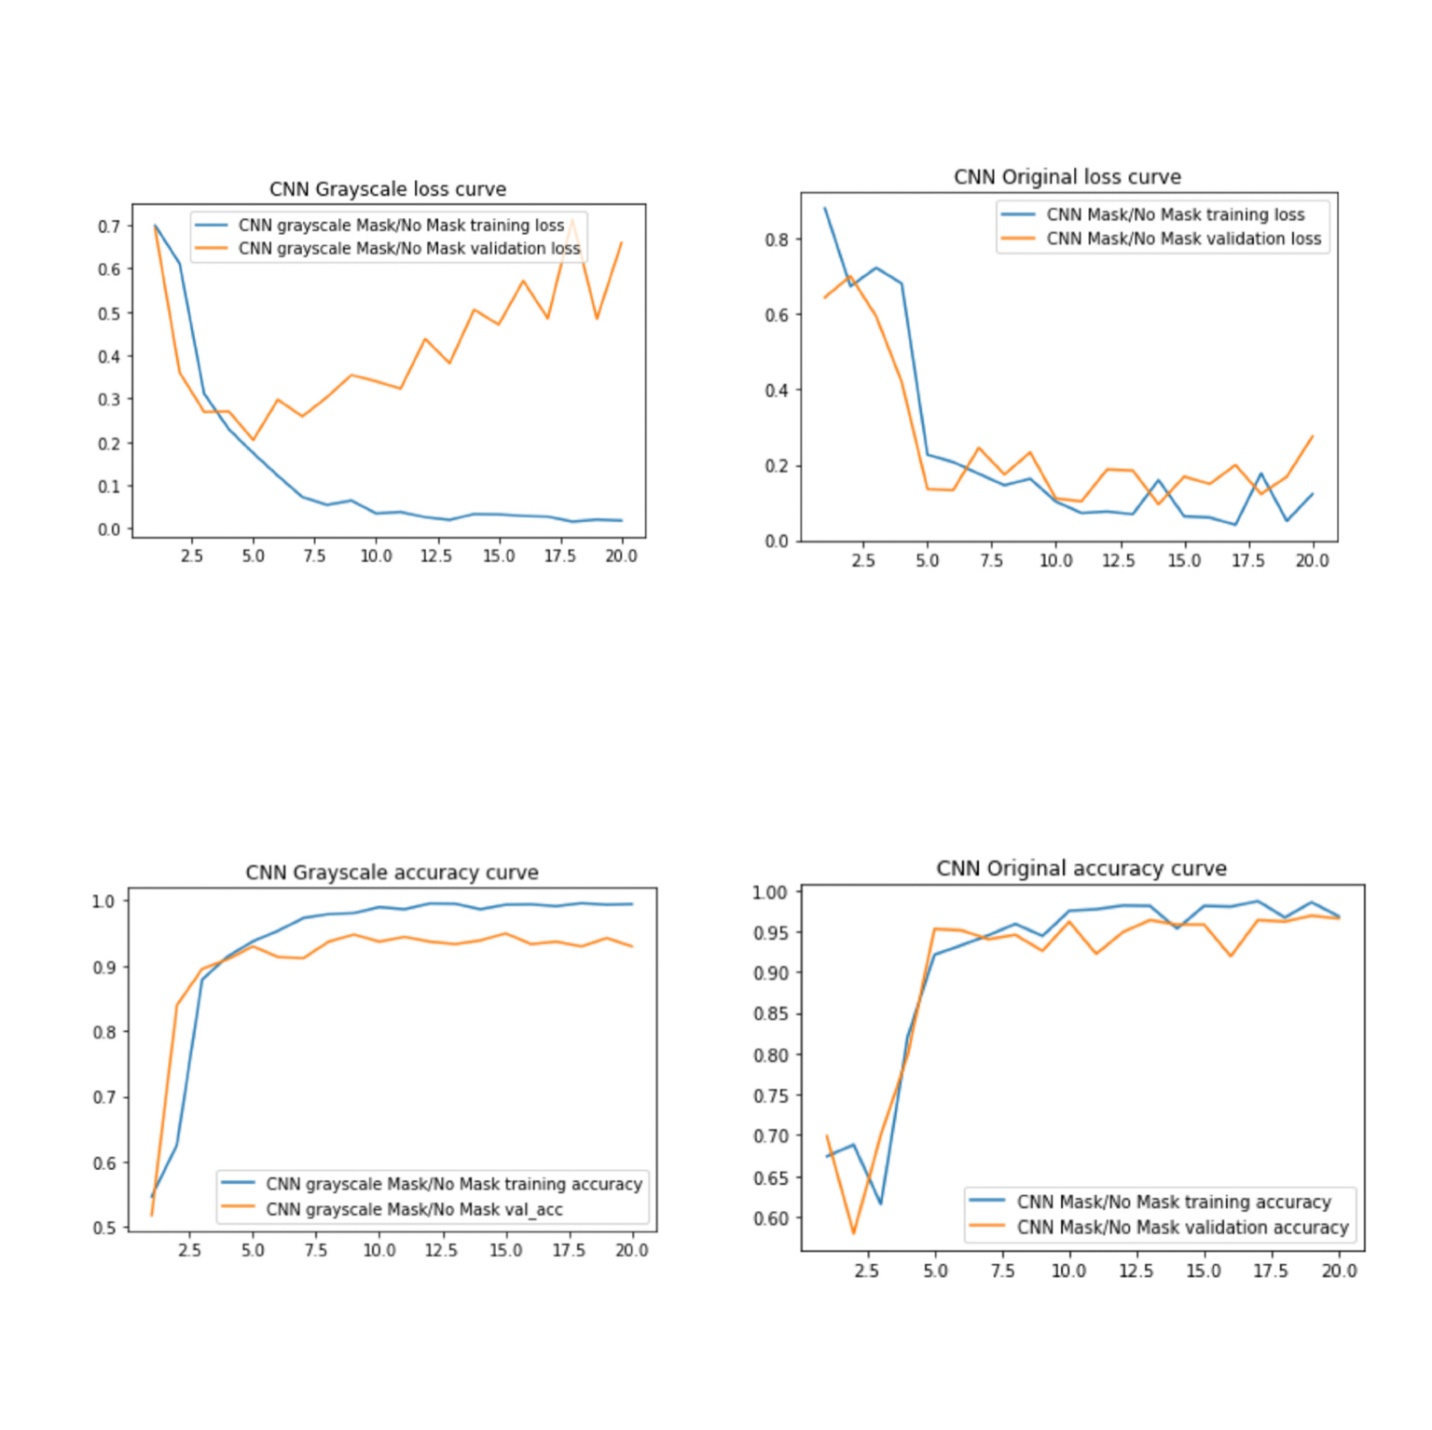 CNN Grayscale loss curve
CNN grayscale Mask/No Mask training loss
CNN grayscale Mask/No Mask validation loss
0.7
0.6
0.5
0.4
0.3
0.2
0.1
0.0
2.5 5.0 7.5 10.0 12.5 15.0 17.5 20.0
CNN Original loss curve
CNN Mask/No Mask training loss
CNN Mask/No Mask validation loss
0.8
0.6
0.4
0.2
0.0
2.5 5.0 7.5 10.0 12.5 15.0 17.5 20.0
CNN Grayscale accuracy curve
1.0
0.9
0.8
0.7
0.6
0.5
CNN grayscale Mask/No Mask training accuracy
CNN grayscale Mask/No Mask val_acc
2.5 5.0 7.5 10.0 12.5 15.0 17.5 20.0
CNN Original accuracy curve
1.00
0.95
0.90
0.85
0.80
0.75
0.70
0.65
0.60
CNN Mask/No Mask training accuracy
CNN Mask/No Mask validation accuracy
2.5 5.0 7.5 10.0 12.5 15.0 17.5 20.0